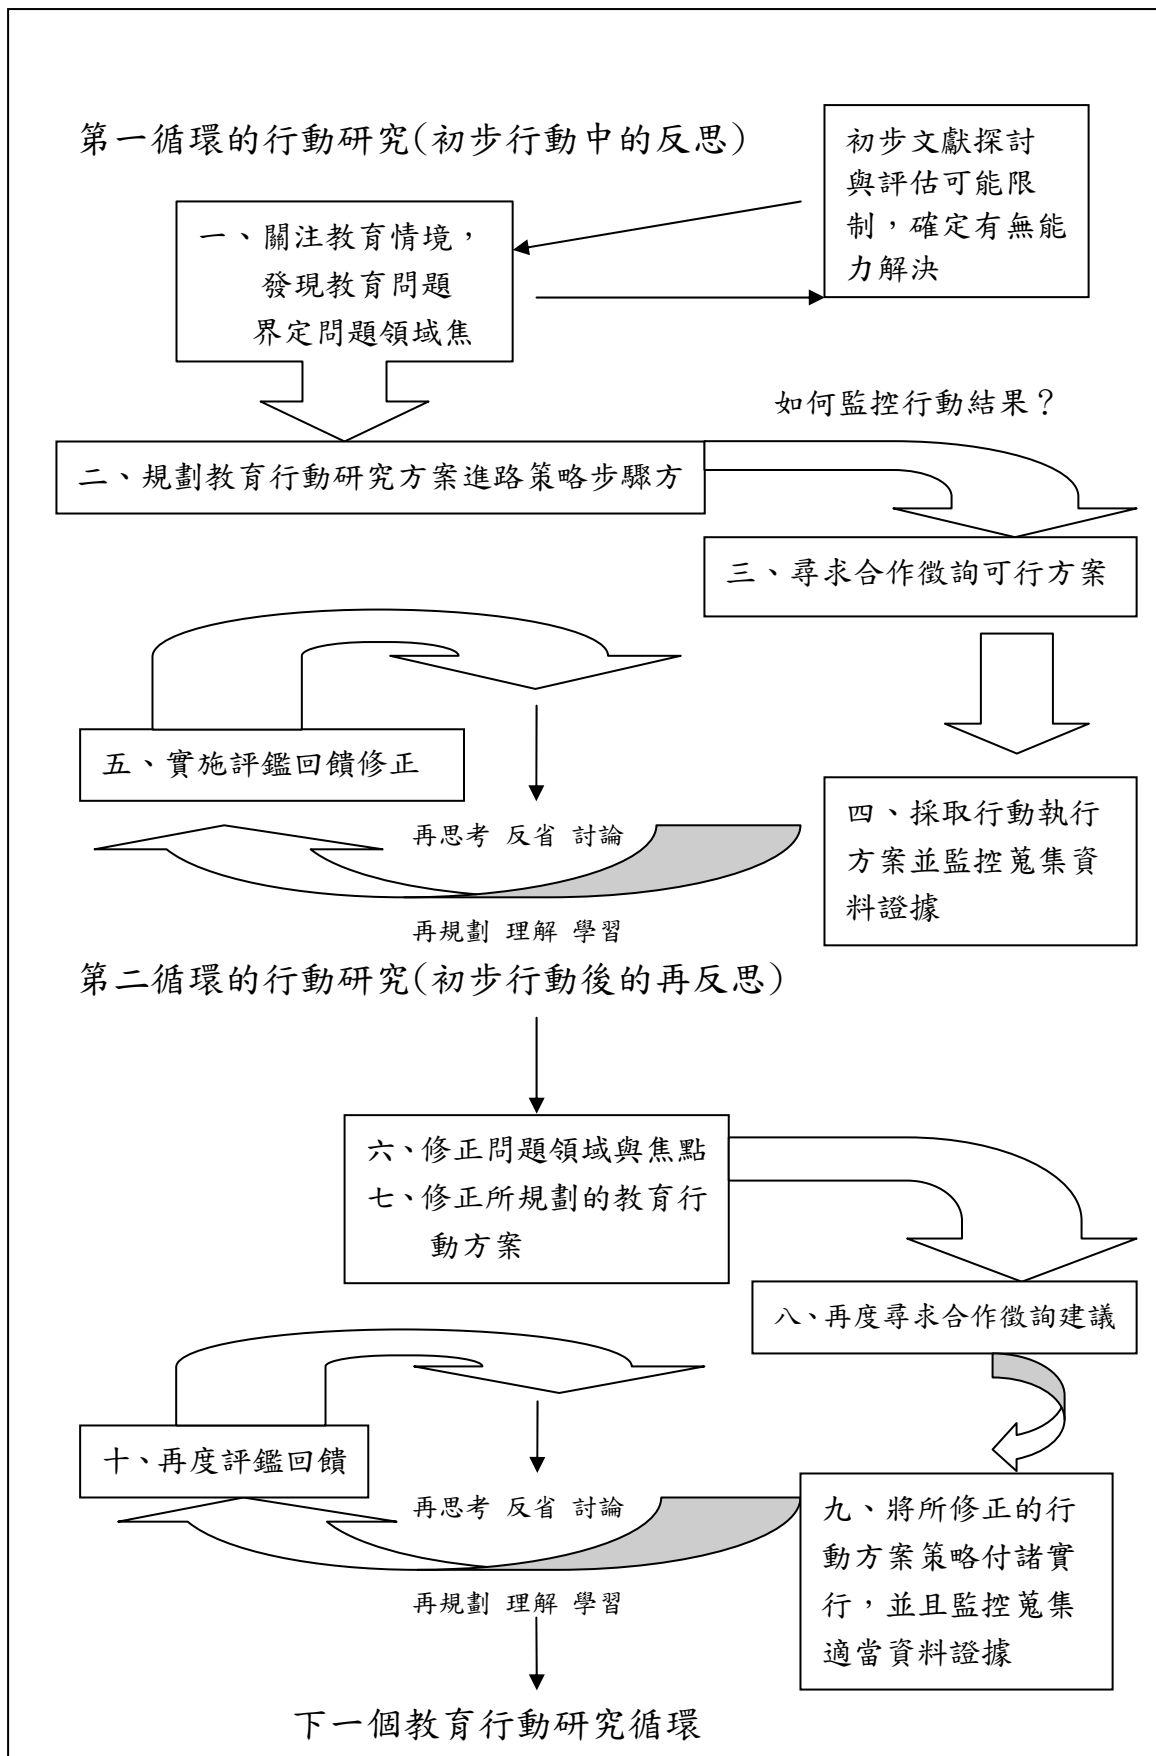 第一循環的行動研究(初步行動中的反思)
初步文獻探討
與評估可能限
制，確定有無能
力解決
一、關注教育情境，
發現教育問題
界定問題領域焦
如何監控行動結果？
二、規劃教育行動研究方案進路策略步驟方
三、尋求合作徵詢可行方案
五、實施評鑑回饋修正
四、採取行動執行
方案並監控蒐集資
料證據
再思考 反省 討論
再規劃 理解 學習
第二循環的行動研究(初步行動後的再反思)
六、修正問題領域與焦點
七、修正所規劃的教育行
動方案
八、再度尋求合作徵詢建議
十、再度評鑑回饋
九、將所修正的行
動方案策略付諸實
行，並且監控蒐集
適當資料證據
再思考 反省 討論
再規劃 理解 學習
下一個教育行動研究循環